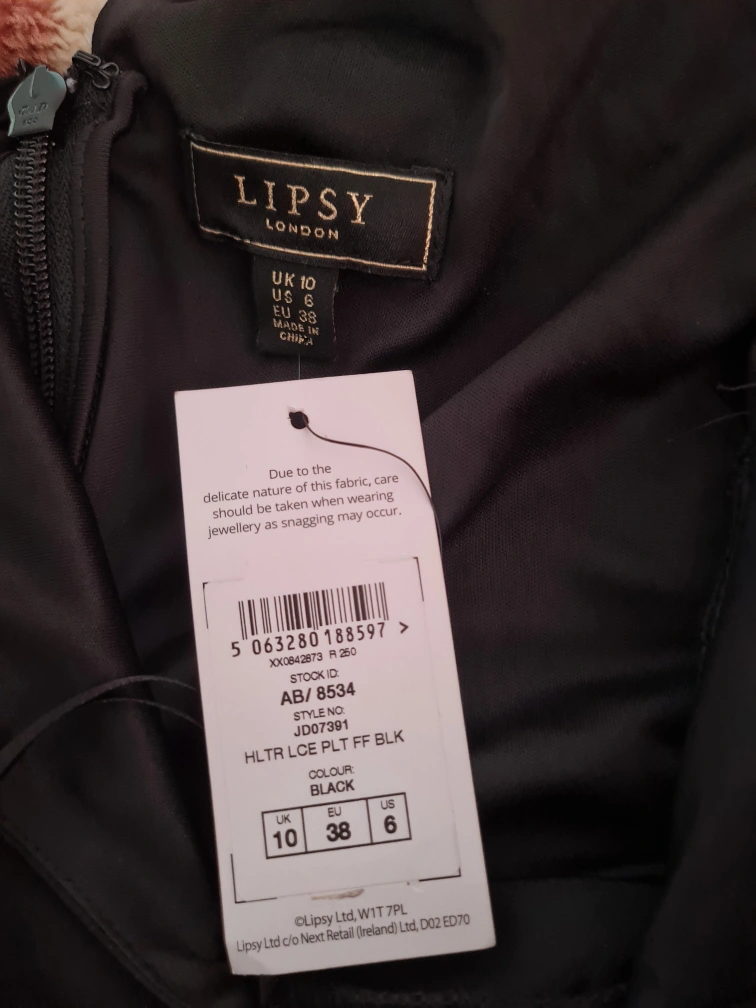 LIPSY
LONDON
UK 10
US 6
EU 38
MADE IN
CHINA
Due to the
delicate nature of this fabric, care
should be taken when wearing
jewellery as snagging may occur.
5 063280 188597 >
XX0842873 R 250
STOCK ID:
AB/ 8534
STYLE NO:
JD07391
HLTR LCE PLT FF BLK
COLOUR:
BLACK
UK EU US
10 38 6
©Lipsy Ltd, W1T 7PL
Lipsy Ltd c/o Next Retail (Ireland) Ltd, D02 ED70